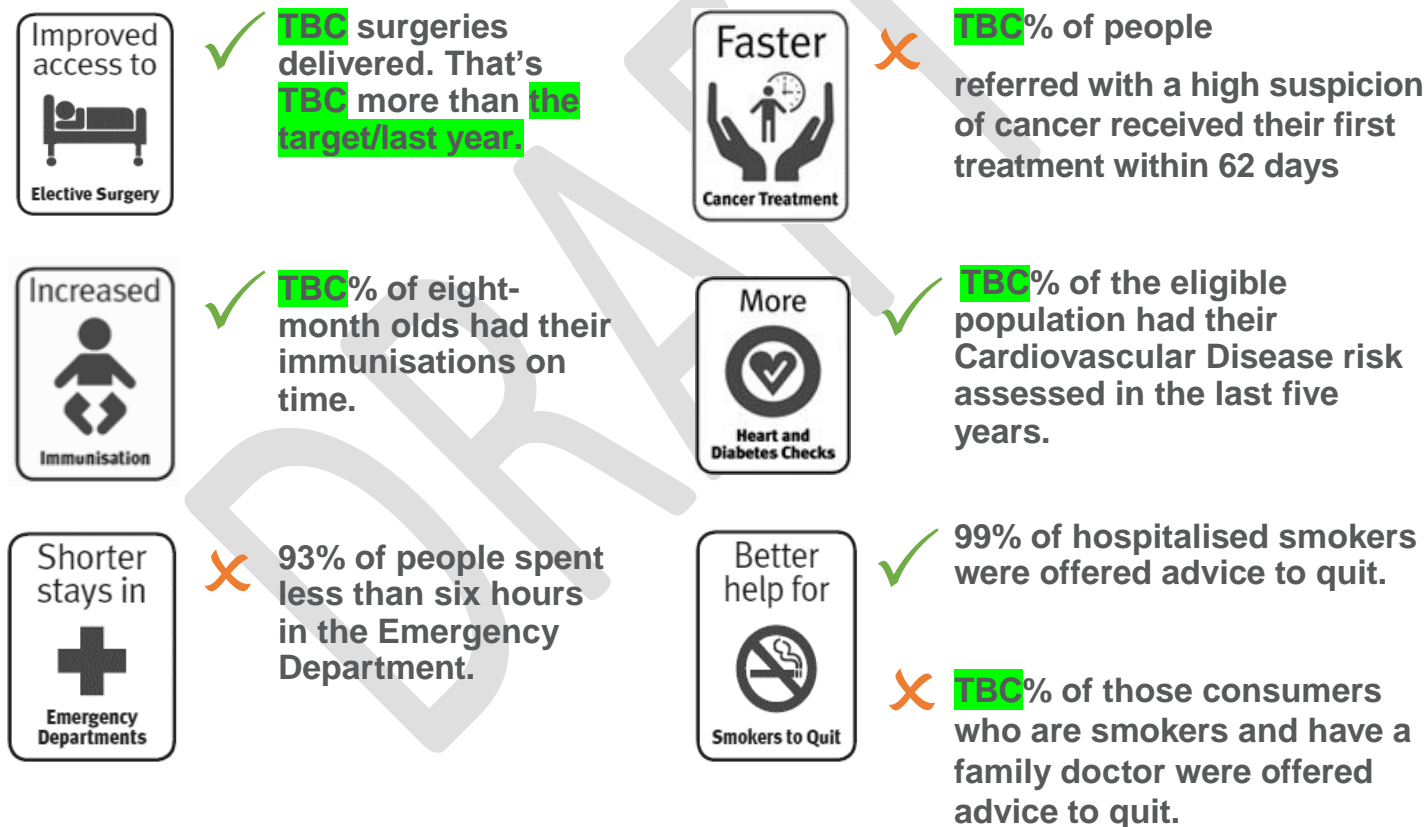 Improved
access to
Elective Surgery
TBC surgeries
delivered. That’s
TBC more than the
target/last year.
Faster
Cancer Treatment
TBC% of people
referred with a high suspicion
of cancer received their first
treatment within 62 days
Increased
Immunisation
TBC% of eight-
month olds had their
immunisations on
time.
More
Heart and
Diabetes Checks
TBC% of the eligible
population had their
Cardiovascular Disease risk
assessed in the last five
years.
Shorter
stays in
Emergency
Departments
93% of people spent
less than six hours
in the Emergency
Department.
Better
help for
Smokers to Quit
99% of hospitalised smokers
were offered advice to quit.
TBC% of those consumers
who are smokers and have a
family doctor were offered
advice to quit.
DRAFT